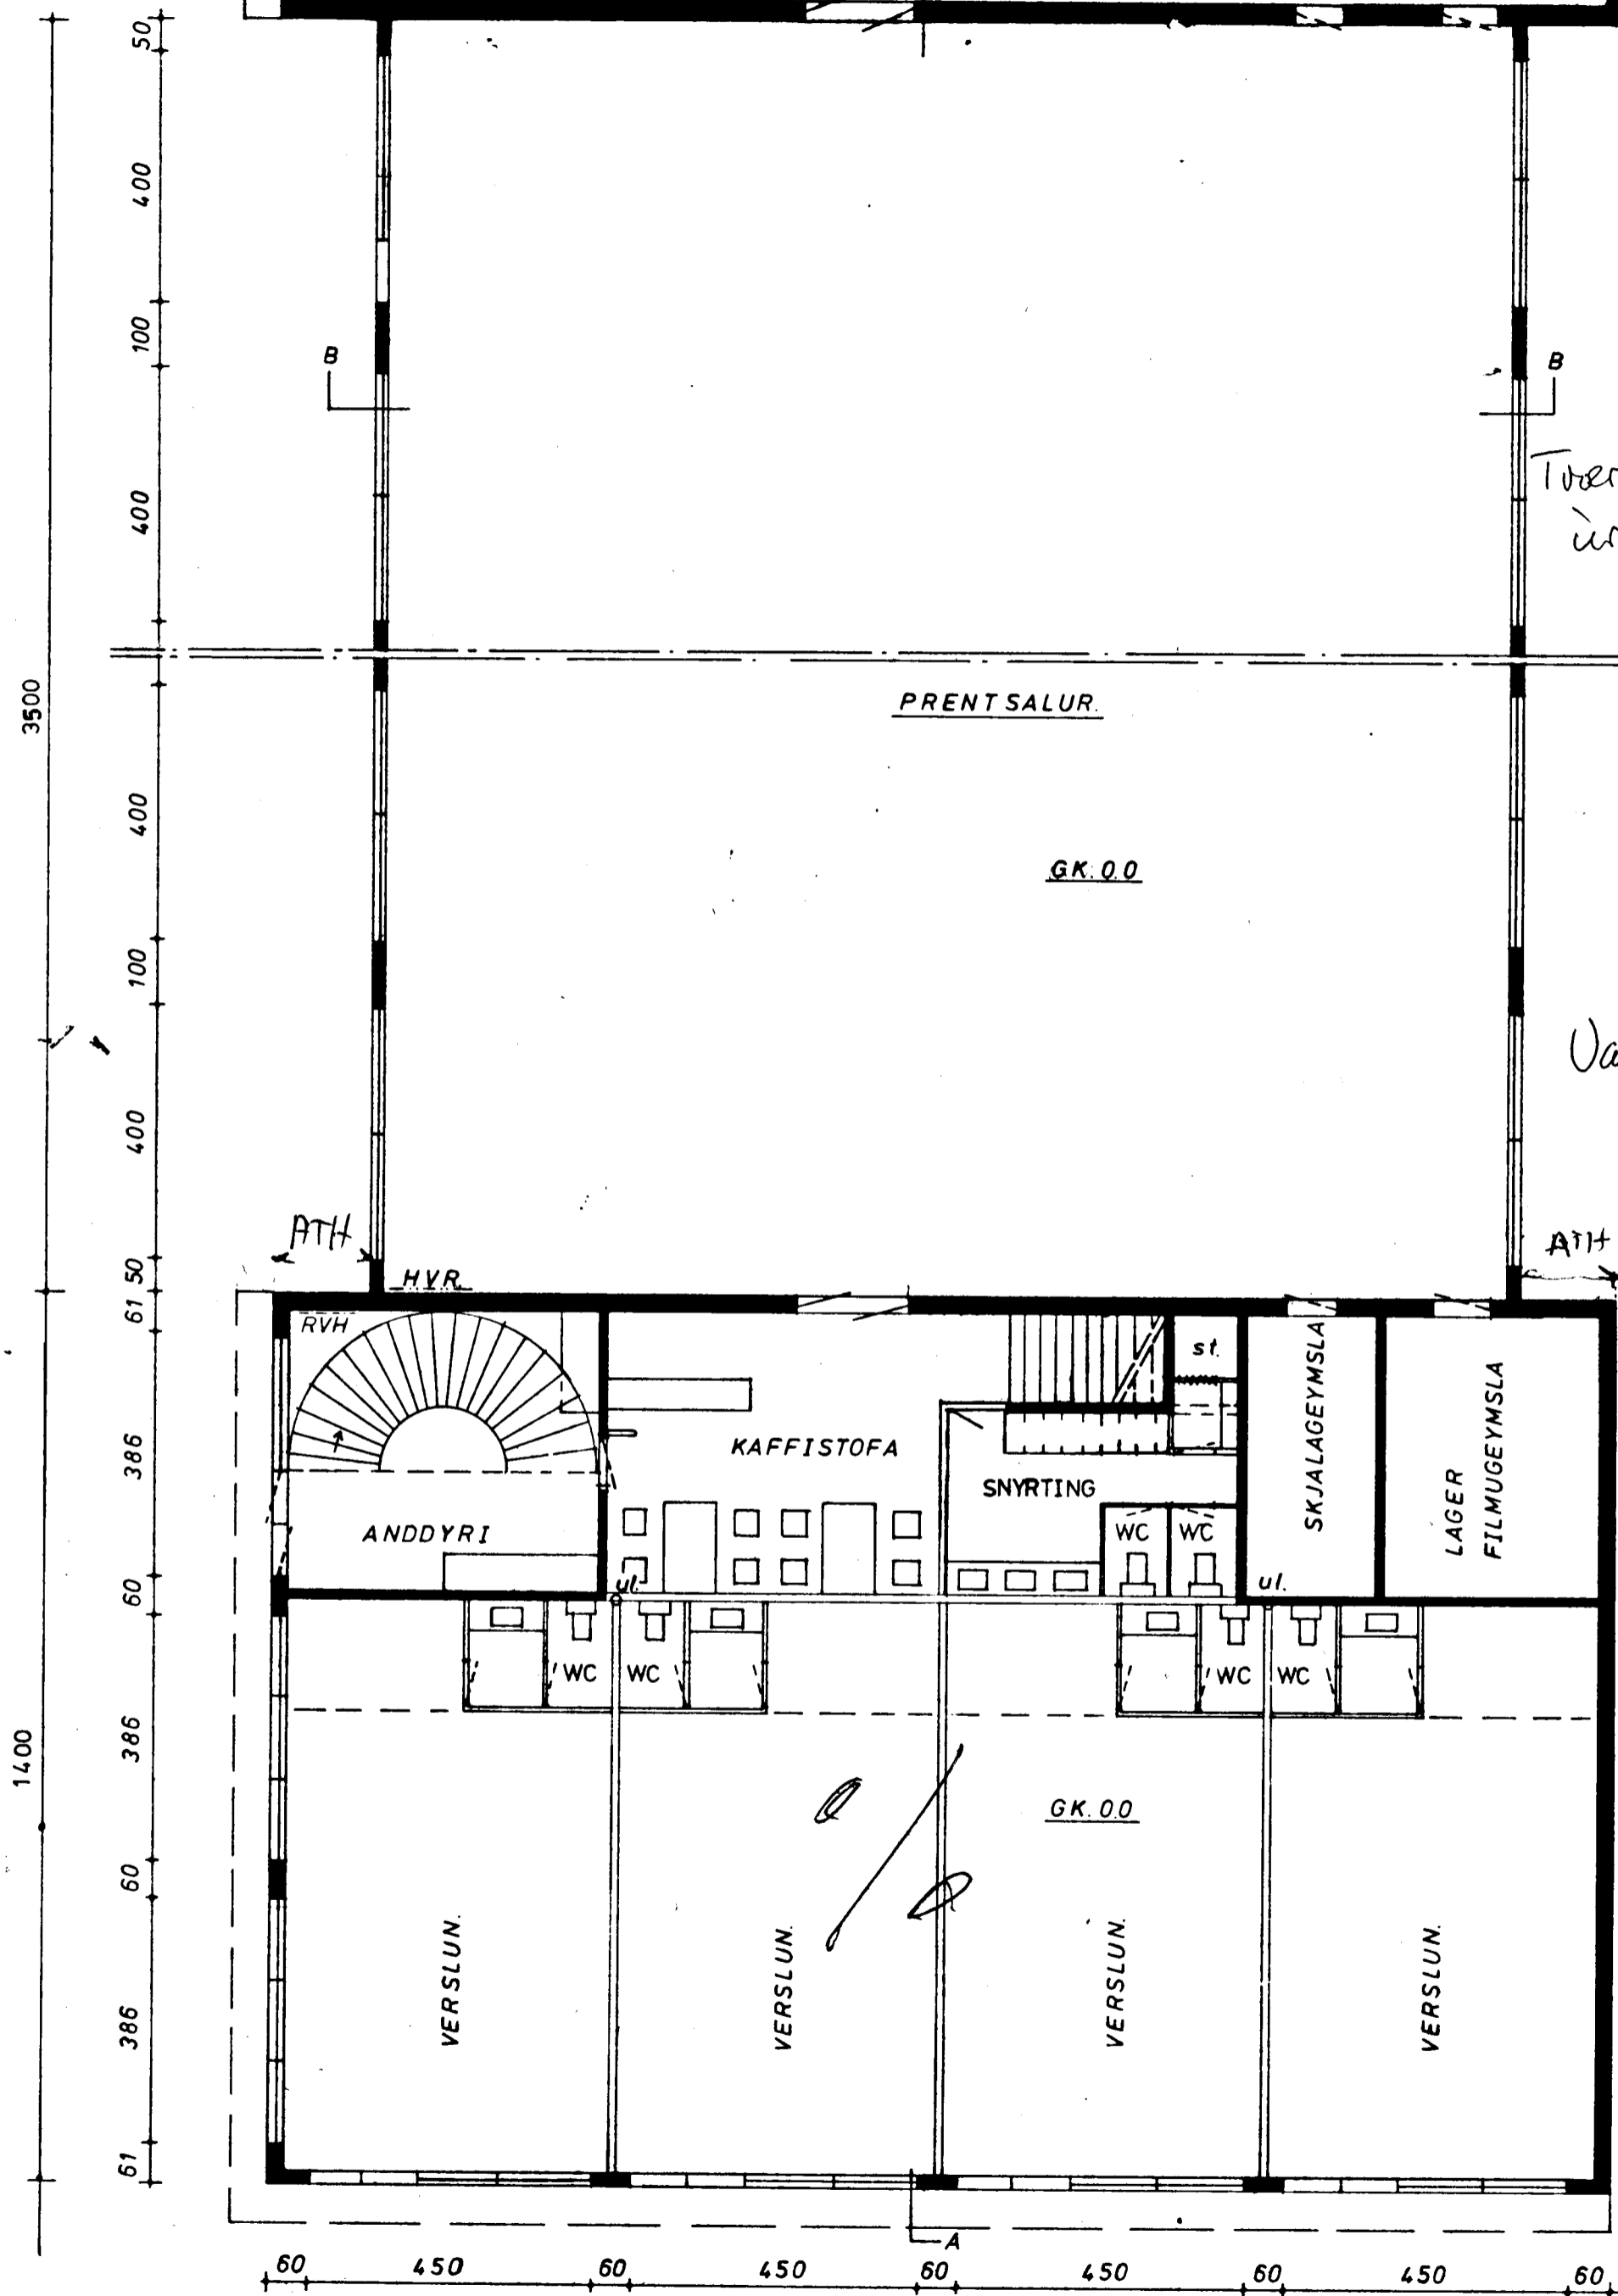 50
400
100
B
B
400
3500
PRENTSALUR.
400
GK. 0.0
100
400
ATH
ATH
50
HVR
61
RVH
st.
386
KAFFISTOFA
SKJALAGEYMSLA
LAGER
FILMUGEYMSLA
SNYRTING
ANDDYRI
WC
WC
60
ul.
ul.
WC
WC
WC
WC
1400
386
GK. 0.0
60
VERSLUN.
VERSLUN.
VERSLUN.
VERSLUN.
386
61
A
60
450
60
450
60
450
60
450
60